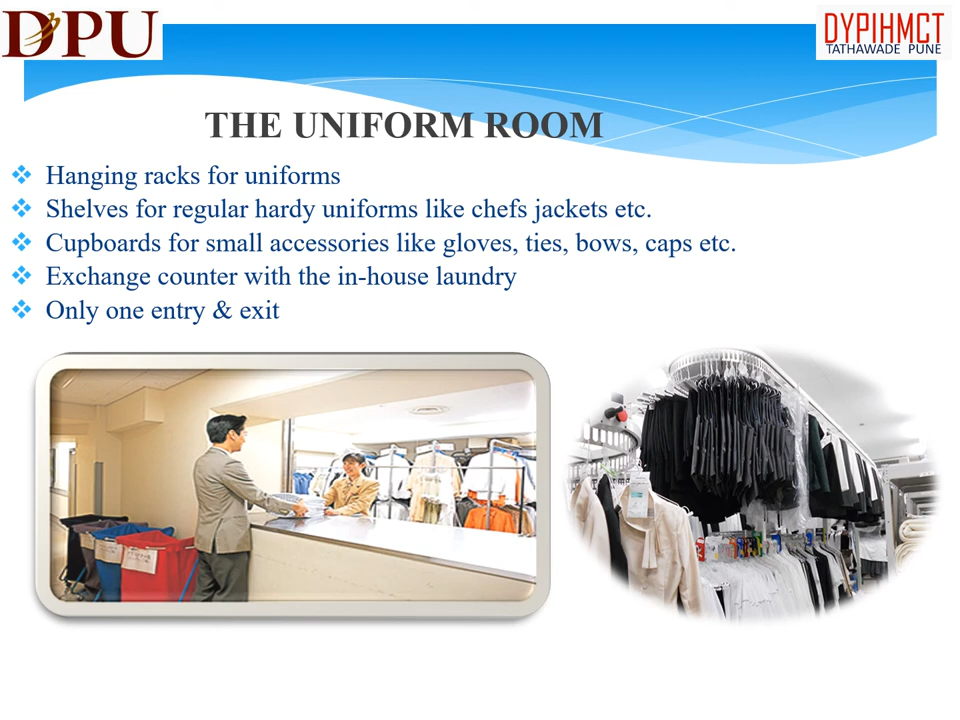 DPU
DYPIHMCT
TATHAWADE PUNE
THE UNIFORM ROOM
Hanging racks for uniforms
Shelves for regular hardy uniforms like chefs jackets etc.
Cupboards for small accessories like gloves, ties, bows, caps etc.
Exchange counter with the in-house laundry
Only one entry & exit